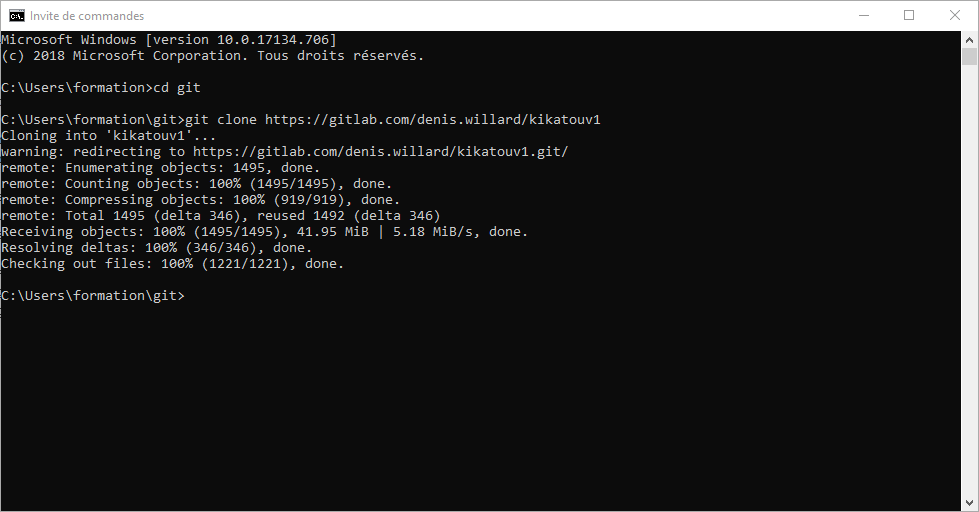 Invite de commandes
Microsoft Windows [version 10.0.17134.706]
(c) 2018 Microsoft Corporation. Tous droits réservés.
C:\Users\formation>cd git
C:\Users\formation\git>git clone https://gitlab.com/denis.willard/kikatouv1
Cloning into 'kikatouv1'...
warning: redirecting to https://gitlab.com/denis.willard/kikatouv1.git/
remote: Enumerating objects: 1495, done.
remote: Counting objects: 100% (1495/1495), done.
remote: Compressing objects: 100% (919/919), done.
remote: Total 1495 (delta 346), reused 1492 (delta 346)
Receiving objects: 100% (1495/1495), 41.95 MiB | 5.18 MiB/s, done.
Resolving deltas: 100% (346/346), done.
Checking out files: 100% (1221/1221), done.
C:\Users\formation\git>